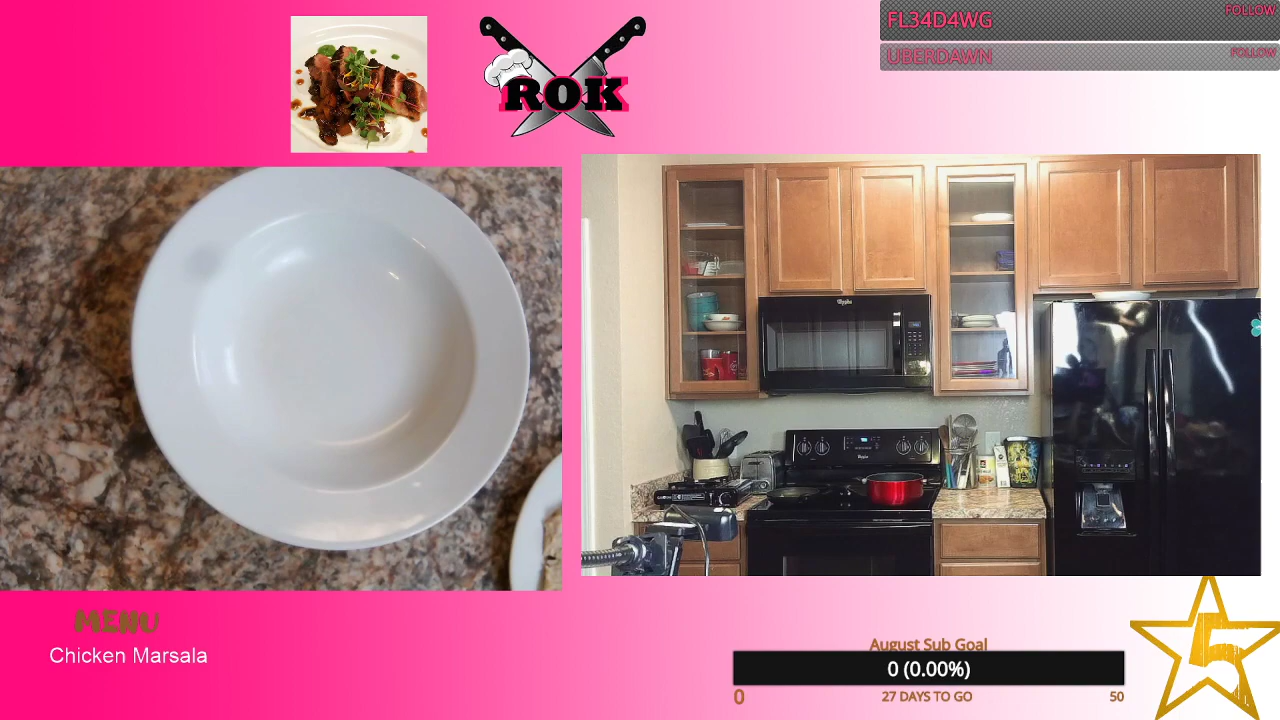 FL34D4WG
FOLLOW
UBERDAWN
FOLLOW
ROK
MENU
Chicken Marsala
August Sub Goal
0 (0.00%)
0
27 DAYS TO GO
50
5